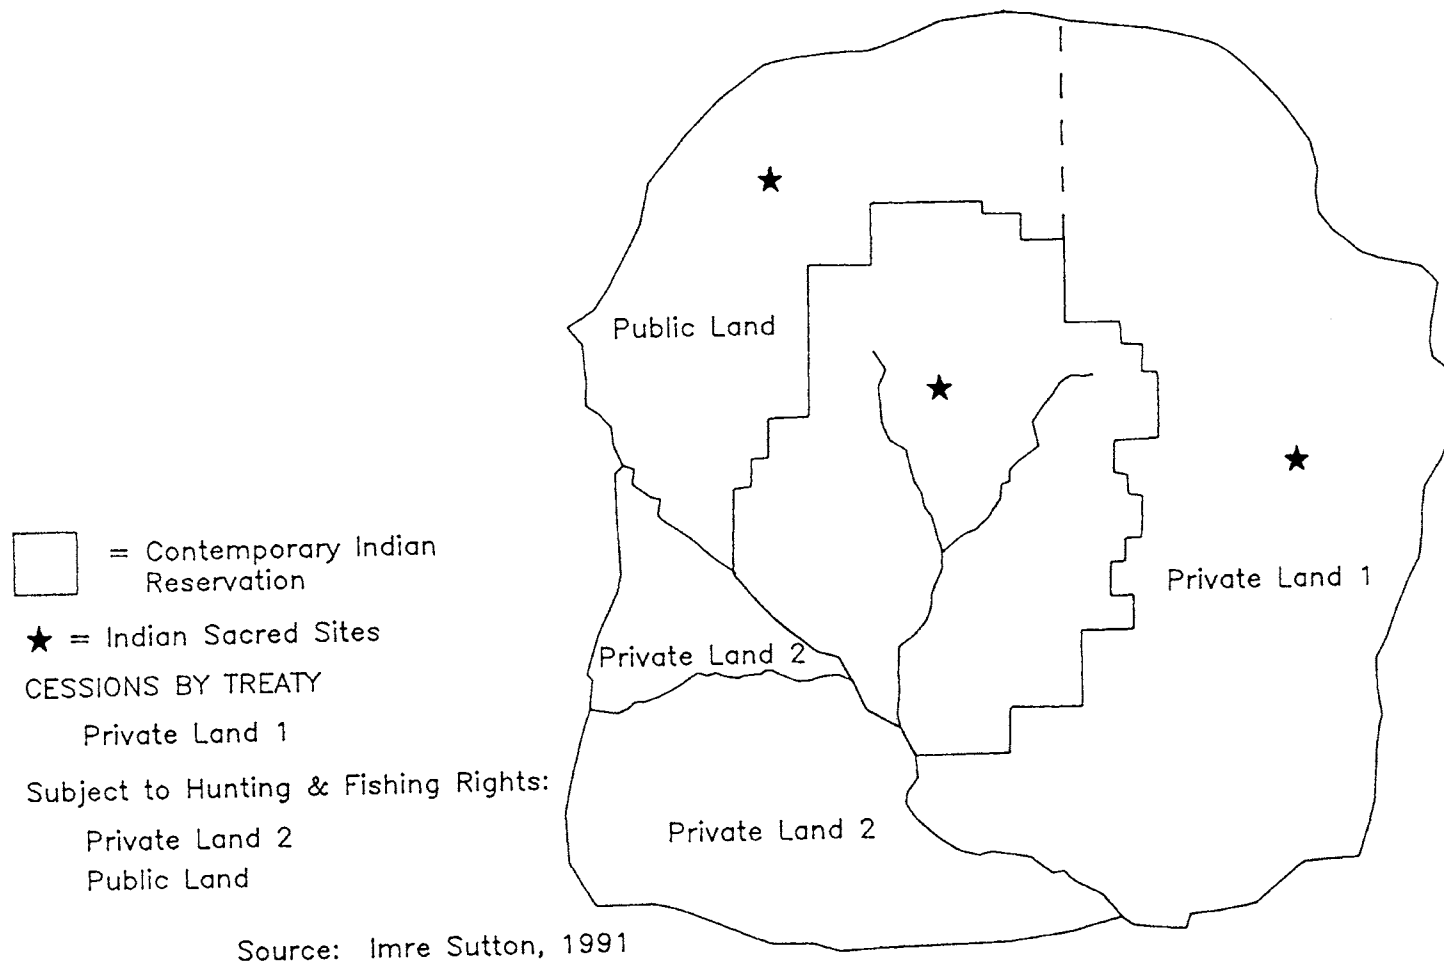 Public Land
Private Land 1
Private Land 2
Private Land 2
= Contemporary Indian
Reservation
★ = Indian Sacred Sites
CESSIONS BY TREATY
Private Land 1
Subject to Hunting & Fishing Rights:
Private Land 2
Public Land
Source: Imre Sutton, 1991